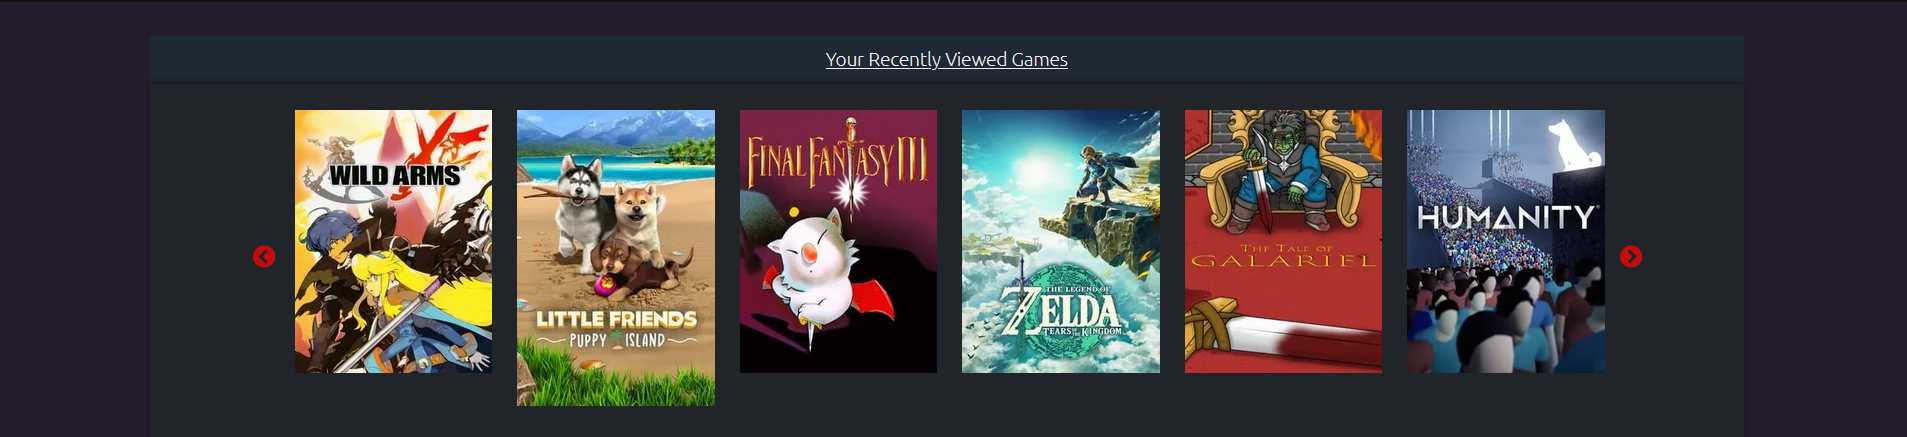 Your Recently Viewed Games
WILD ARMS
LITTLE FRIENDS
PUPPY ISLAND
FINAL FANTASY III
THE LEGEND OF
ZELDA
TEARS OF THE KINGDOM
THE TALE OF
GALARIEL
HUMANITY